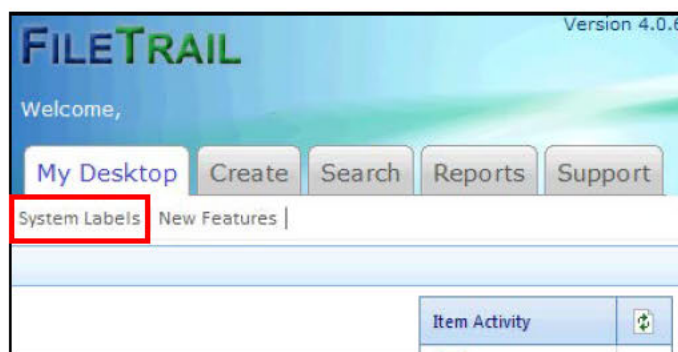 Version 4.0.6
FILETRAIL
Welcome,
My Desktop Create Search Reports Support
System Labels New Features |
Item Activity